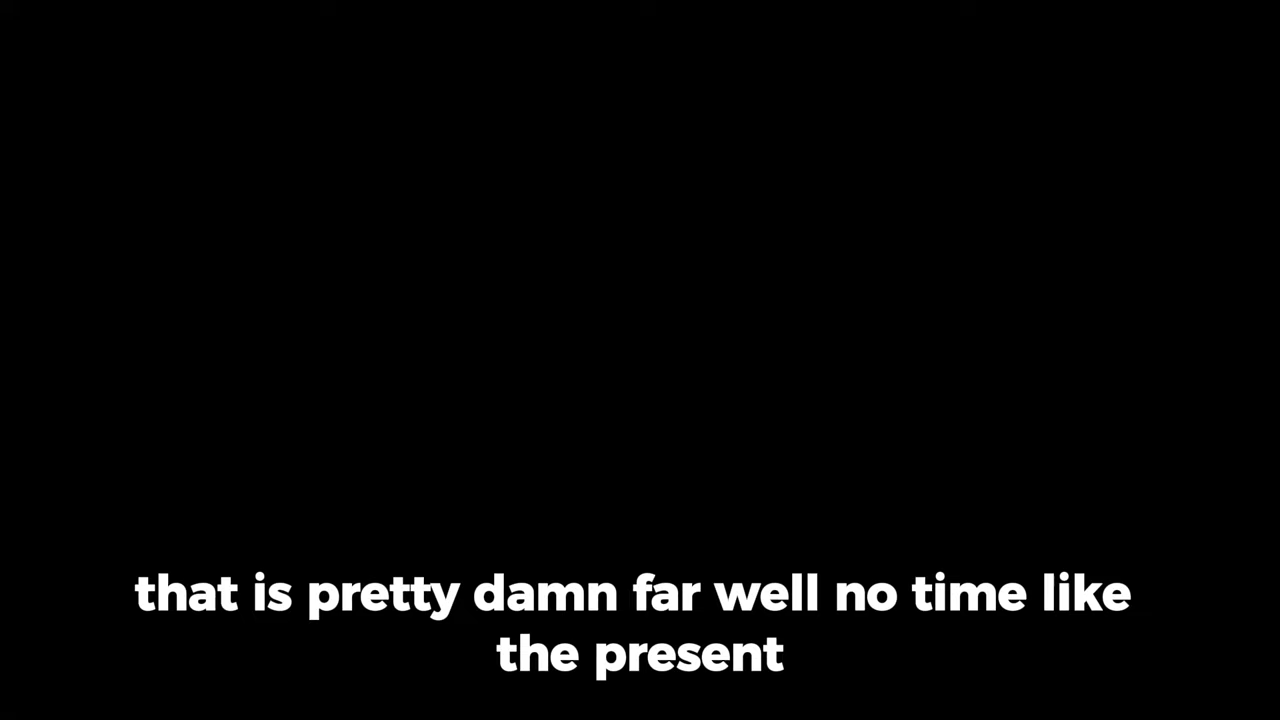 that is pretty damn far well no time like
the present